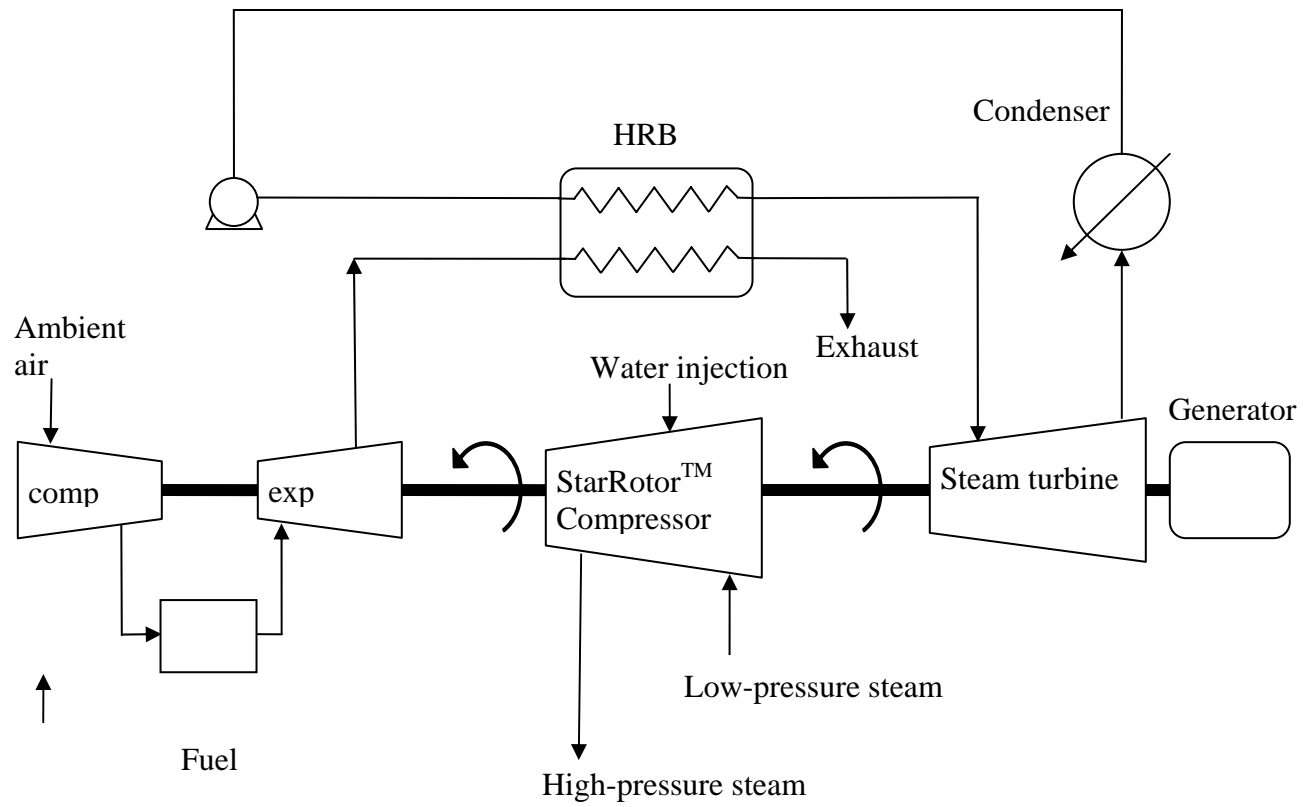 Condenser
HRB
Ambient
air
Exhaust
Water injection
Generator
comp
exp
StarRotor™
Compressor
Steam turbine
Low-pressure steam
Fuel
High-pressure steam